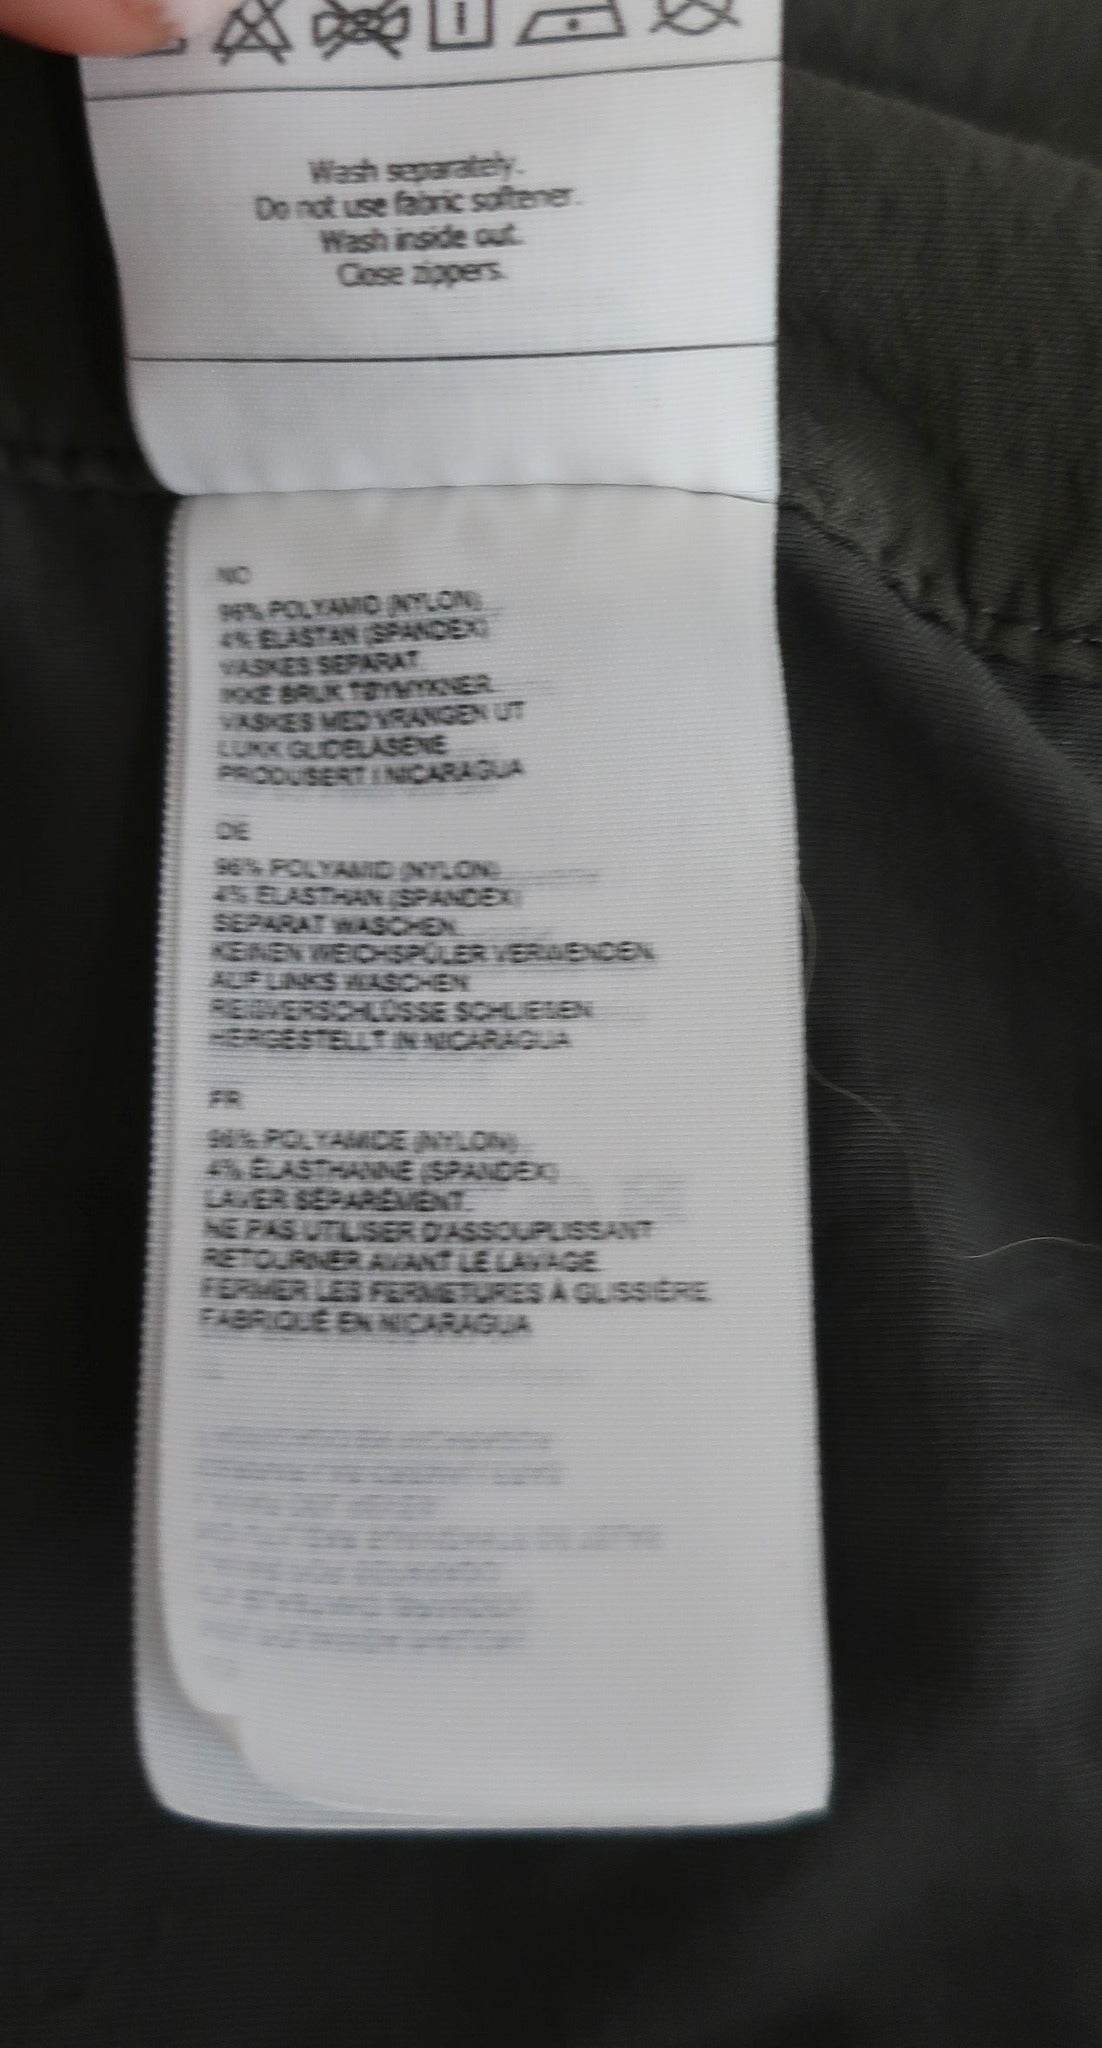 Wash separately.
Do not use fabric softener.
Wash inside out.
Close zippers.
NO
96% POLYAMID (NYLON)
4% ELASTAN (SPANDEX)
VASKES SEPARAT.
IKKE BRUK TØYMYKNER.
VASKES MED VRANGEN UT
LUKK GLIDELÅSENE
PRODUSERT I NICARAGUA
DE
96% POLYAMID (NYLON)
4% ELASTHAN (SPANDEX)
SEPARAT WASCHEN.
KEINEN WEICHSPÜLER VERWENDEN.
AUF LINKS WASCHEN
REIßVERSCHLÜSSE SCHLIEßEN
HERGESTELLT IN NICARAGUA
FR
96% POLYAMIDE (NYLON)
4% ÉLASTHANNE (SPANDEX)
LAVER SÉPARÉMENT.
NE PAS UTILISER D'ASSOUPLISSANT
RETOURNER AVANT LE LAVAGE.
FERMER LES FERMETURES À GLISSIÈRE.
FABRIQUÉ EN NICARAGUA